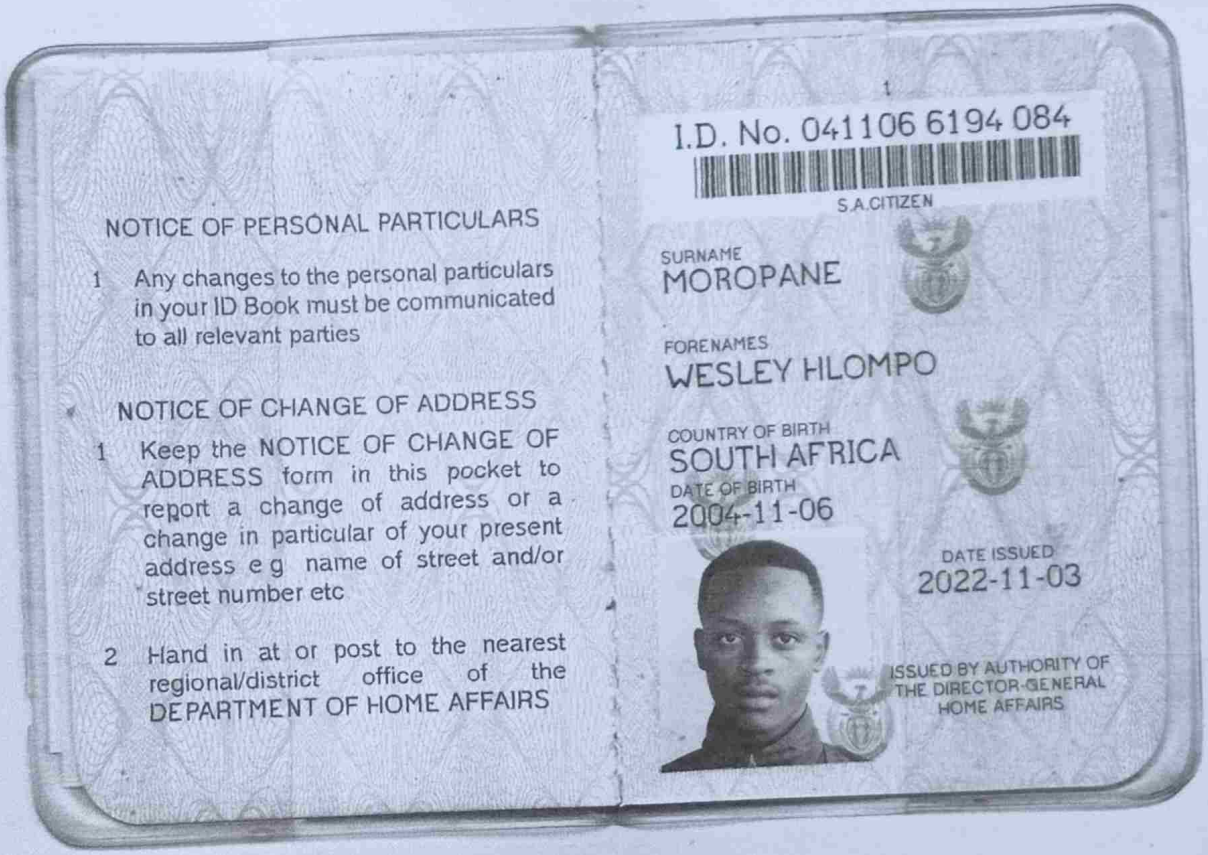 NOTICE OF PERSONAL PARTICULARS
1 Any changes to the personal particulars
in your ID Book must be communicated
to all relevant parties
NOTICE OF CHANGE OF ADDRESS
1 Keep the NOTICE OF CHANGE OF
ADDRESS form in this pocket to
report a change of address or a
change in particular of your present
address e g name of street and/or
street number etc
2 Hand in at or post to the nearest
regional/district office of the
DEPARTMENT OF HOME AFFAIRS
1
I.D. No. 041106 6194 084
S.A.CITIZEN
SURNAME
MOROPANE
FORENAMES
WESLEY HLOMPO
COUNTRY OF BIRTH
SOUTH AFRICA
DATE OF BIRTH
2004-11-06
DATE ISSUED
2022-11-03
ISSUED BY AUTHORITY OF
THE DIRECTOR-GENERAL
HOME AFFAIRS